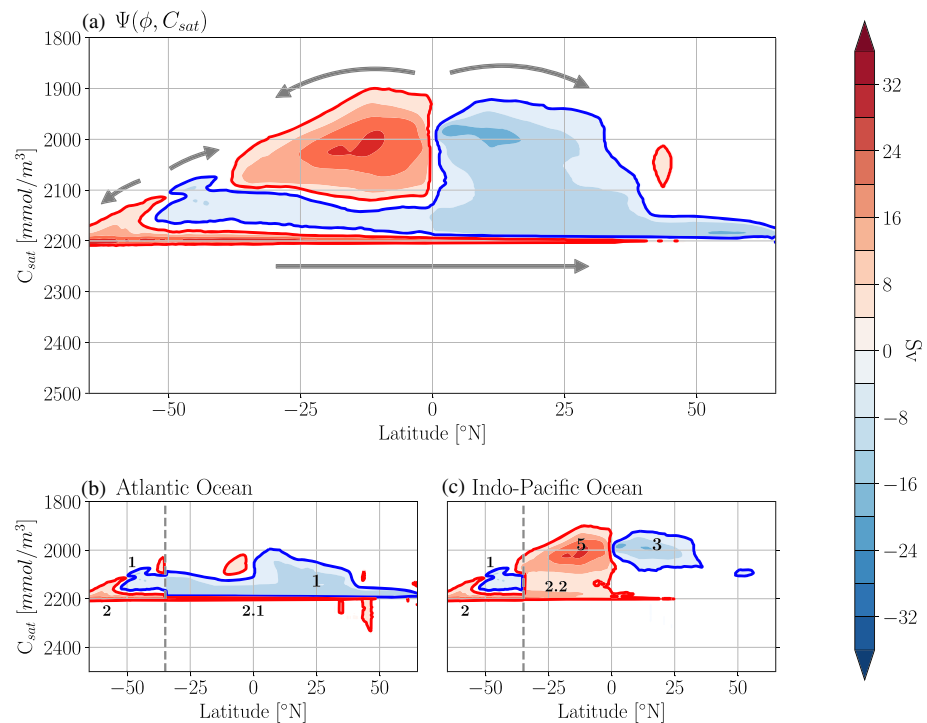 (a) Ψ(ϕ, C_sat)
1800
1900
2000
2100
2200
2300
2400
2500
C_sat [mmol/m³]
−50 −25 0 25 50
Latitude [°N]
32
24
16
8
0
−8
−16
−24
−32
Sv
(b) Atlantic Ocean
1800
2000
2200
2400
C_sat [mmol/m³]
1
1
2
2.1
−50 −25 0 25 50
Latitude [°N]
(c) Indo-Pacific Ocean
1
5
3
2.2
2
−50 −25 0 25 50
Latitude [°N]